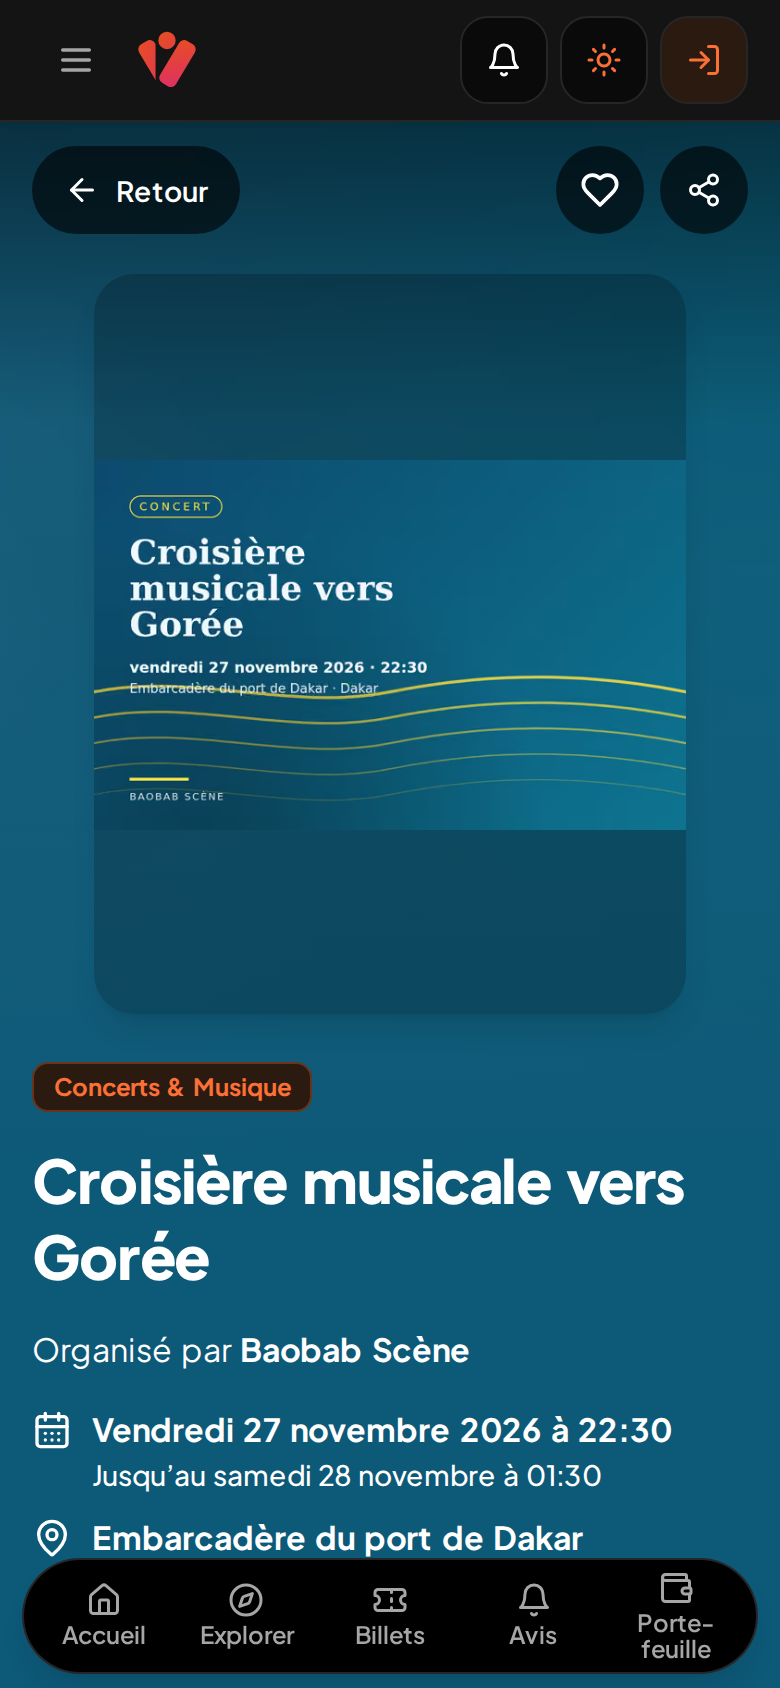 Retour
CONCERT
Croisière
musicale vers
Gorée
vendredi 27 novembre 2026 · 22:30
Embarcadère du port de Dakar · Dakar
BAOBAB SCÈNE
Concerts & Musique
Croisière musicale vers
Gorée
Organisé par Baobab Scène
Vendredi 27 novembre 2026 à 22:30
Jusqu’au samedi 28 novembre à 01:30
Embarcadère du port de Dakar
Accueil
Explorer
Billets
Avis
Porte-
feuille